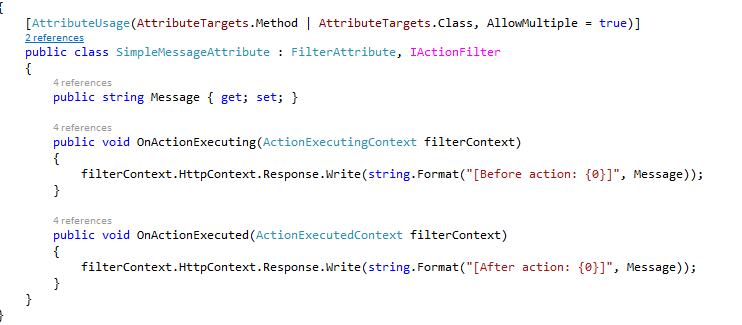 {
[AttributeUsage(AttributeTargets.Method | AttributeTargets.Class, AllowMultiple = true)]
2 references
public class SimpleMessageAttribute : FilterAttribute, IActionFilter
{
4 references
public string Message { get; set; }
4 references
public void OnActionExecuting(ActionExecutingContext filterContext)
{
filterContext.HttpContext.Response.Write(string.Format("[Before action: {0}]", Message));
}
4 references
public void OnActionExecuted(ActionExecutedContext filterContext)
{
filterContext.HttpContext.Response.Write(string.Format("[After action: {0}]", Message));
}
}
}